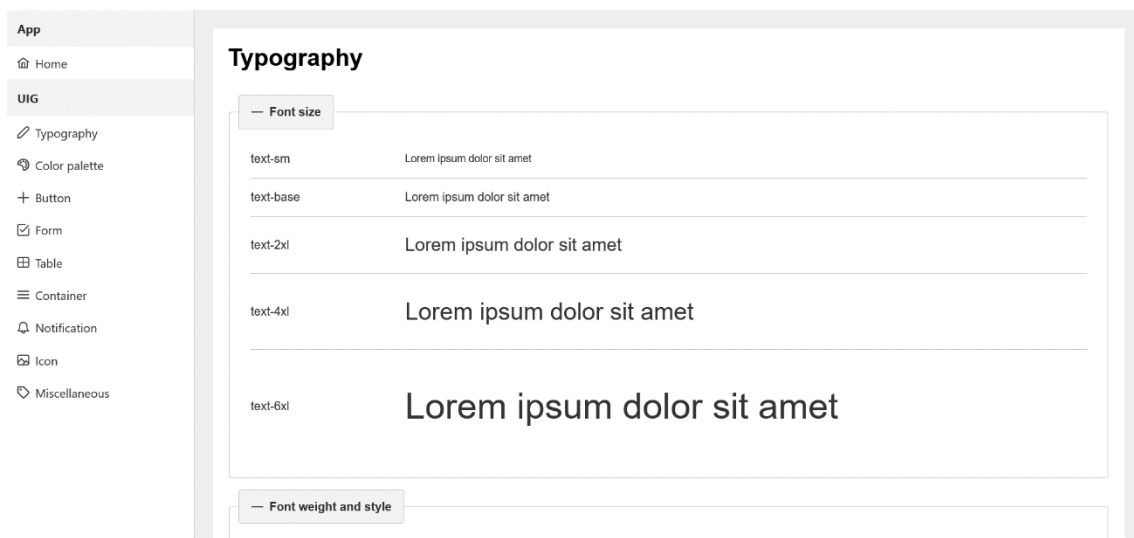 App
Home
UIG
Typography
Color palette
Button
Form
Table
Container
Notification
Icon
Miscellaneous
Typography
— Font size
text-sm Lorem ipsum dolor sit amet
text-base Lorem ipsum dolor sit amet
text-2xl Lorem ipsum dolor sit amet
text-4xl Lorem ipsum dolor sit amet
text-6xl Lorem ipsum dolor sit amet
— Font weight and style